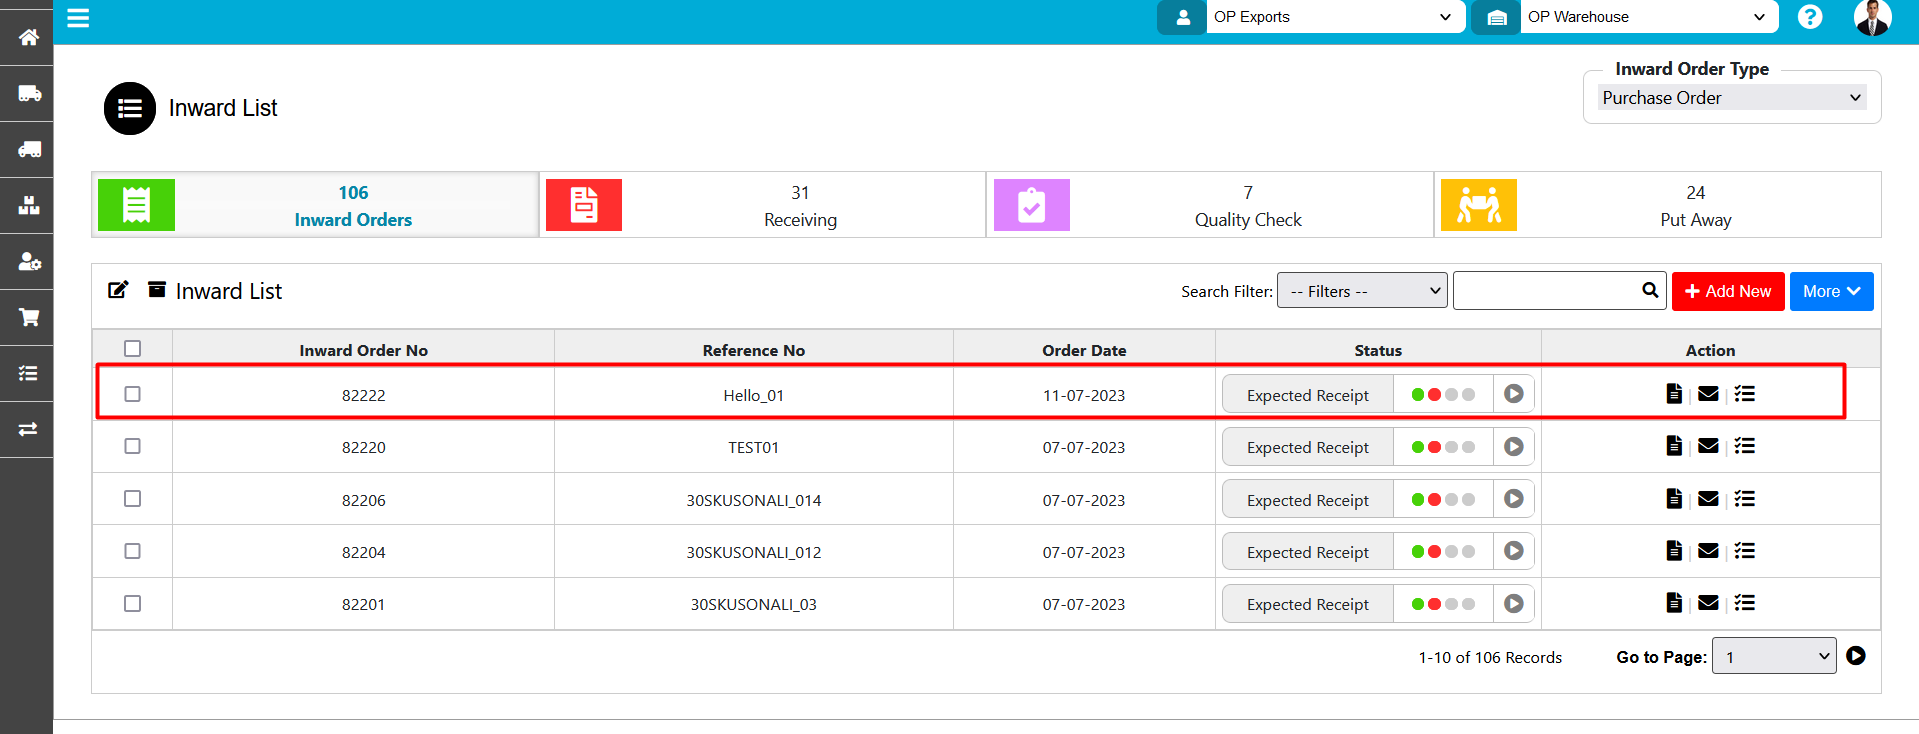 OP Exports
OP Warehouse
?
Inward List
Inward Order Type
Purchase Order
106
Inward Orders
31
Receiving
7
Quality Check
24
Put Away
Inward List
Search Filter: -- Filters -- Add New More
Inward Order No Reference No Order Date Status Action
82222 Hello_01 11-07-2023 Expected Receipt | |
82220 TEST01 07-07-2023 Expected Receipt | |
82206 30SKUSONALI_014 07-07-2023 Expected Receipt | |
82204 30SKUSONALI_012 07-07-2023 Expected Receipt | |
82201 30SKUSONALI_03 07-07-2023 Expected Receipt | |
1-10 of 106 Records Go to Page: 1